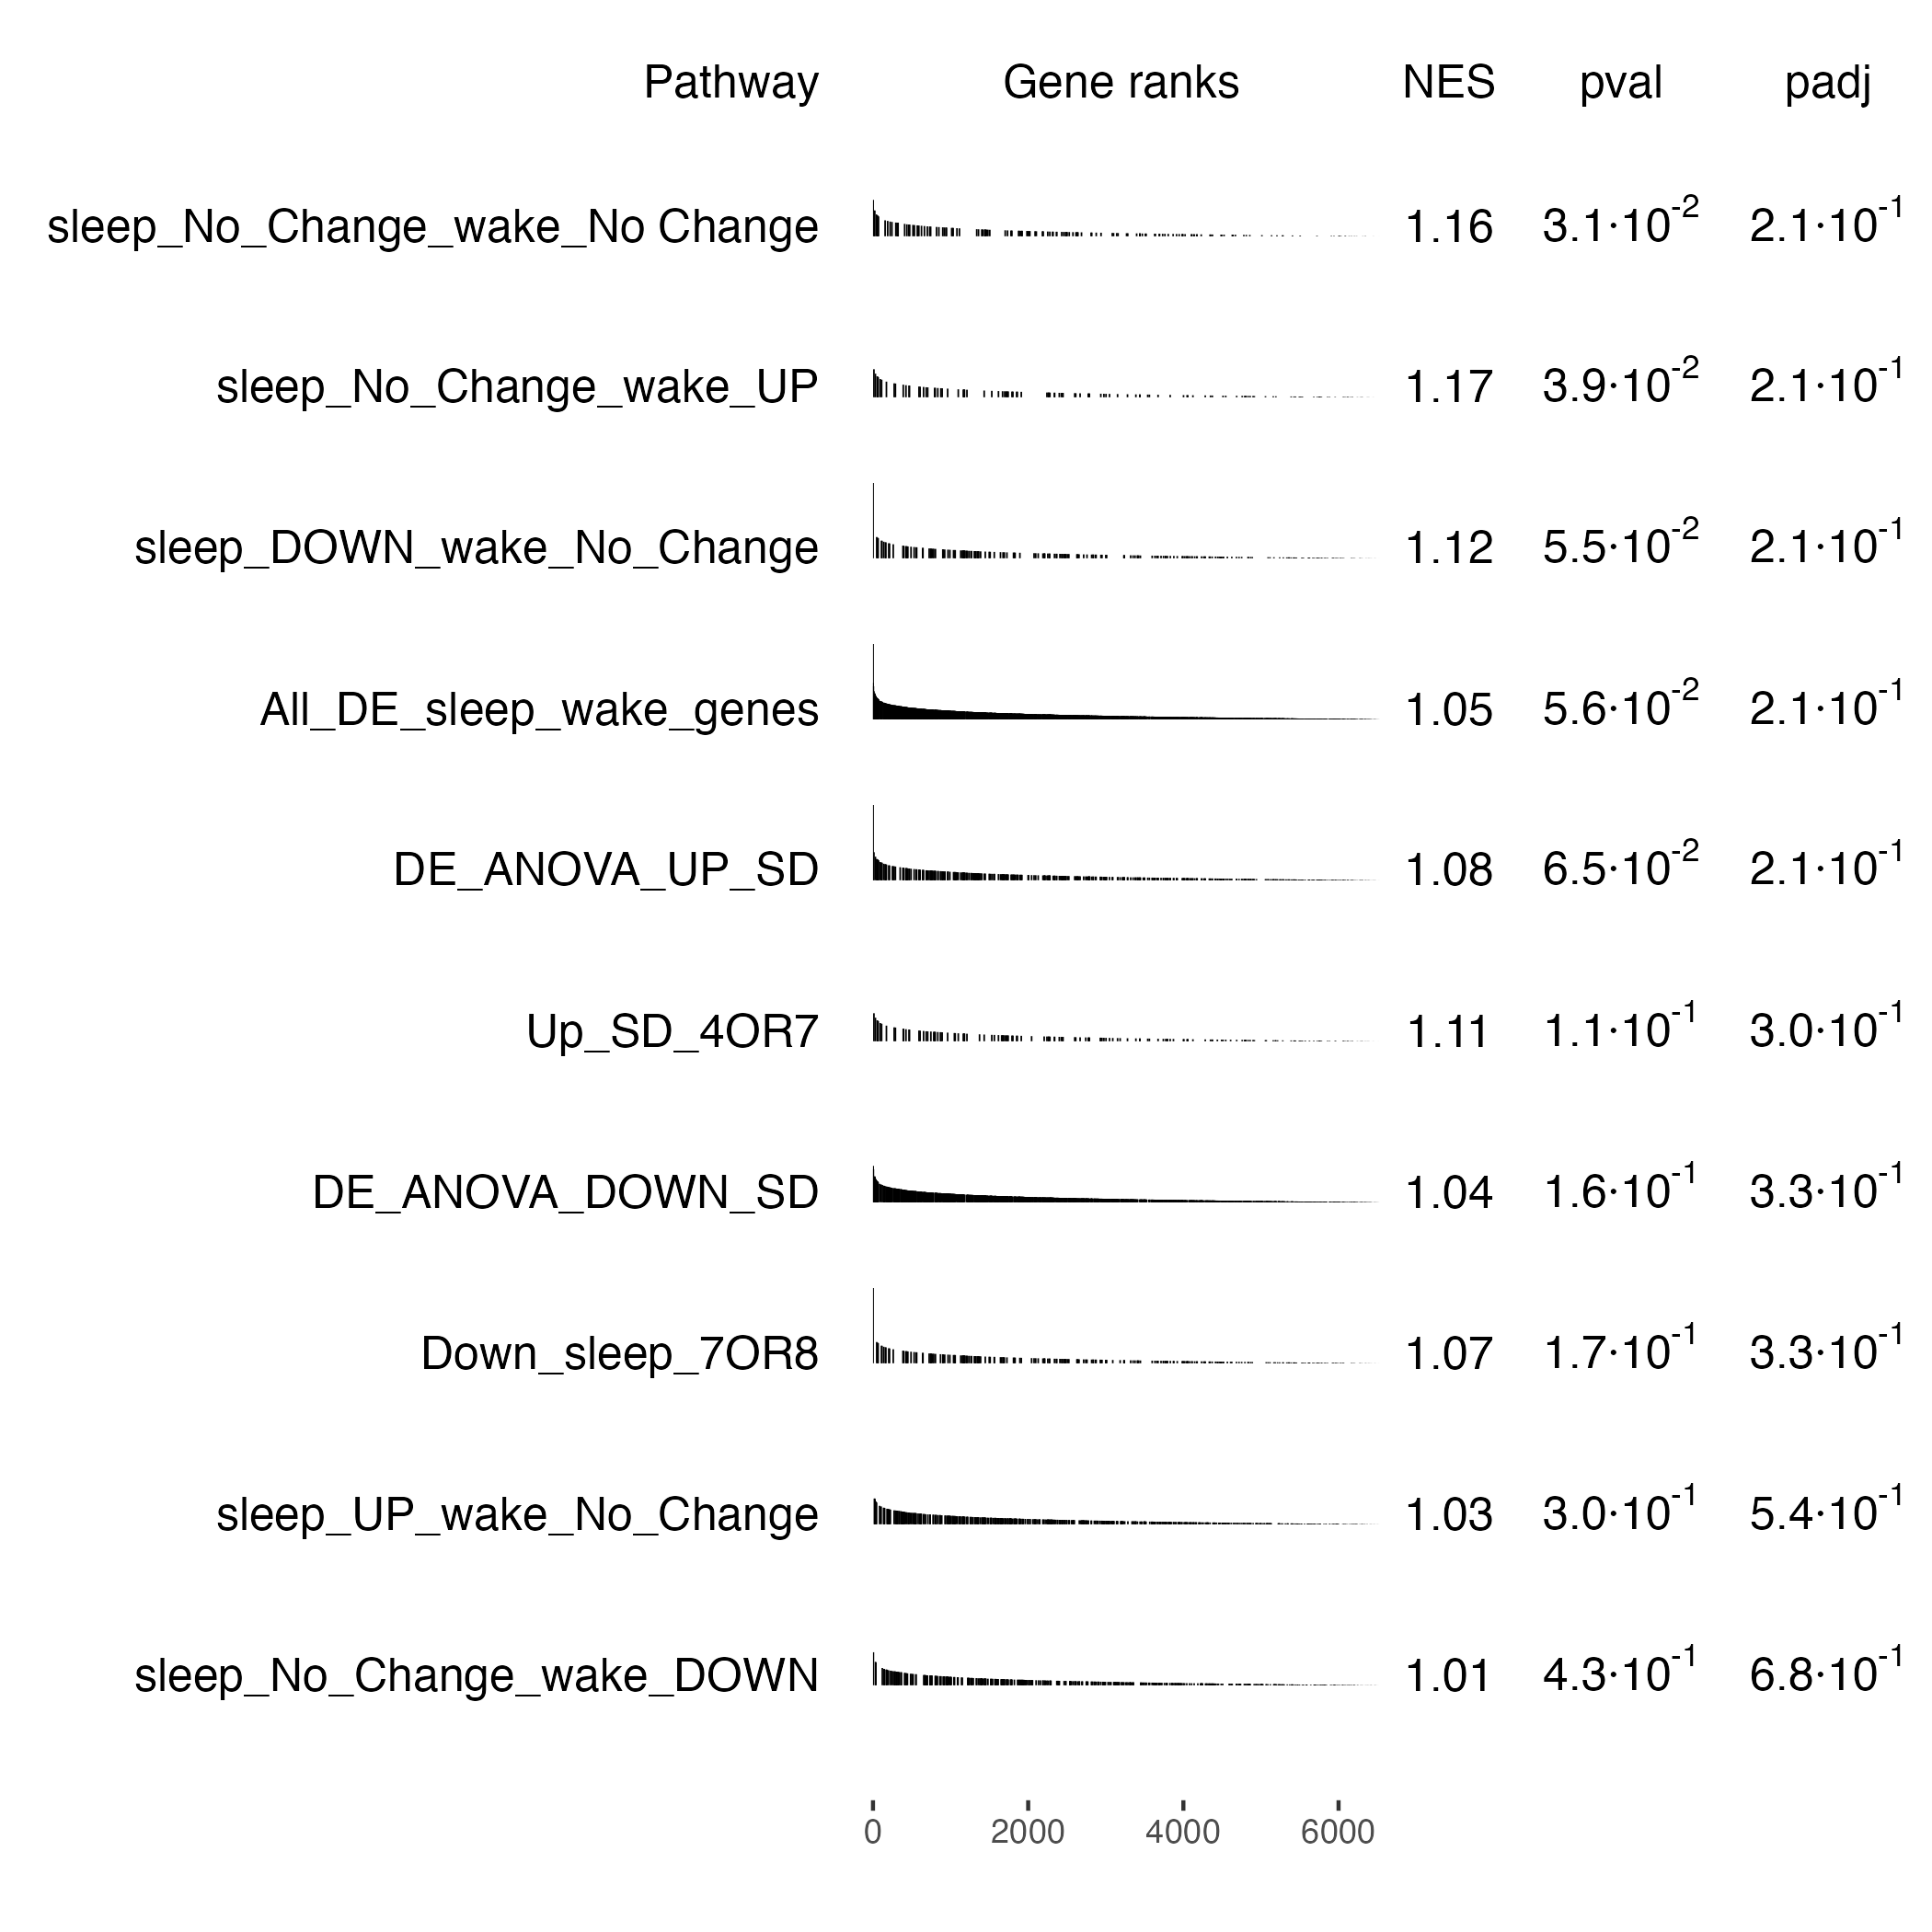 Pathway Gene ranks NES pval padj
sleep_No_Change_wake_No Change 1.16 3.1·10⁻² 2.1·10⁻¹
sleep_No_Change_wake_UP 1.17 3.9·10⁻² 2.1·10⁻¹
sleep_DOWN_wake_No_Change 1.12 5.5·10⁻² 2.1·10⁻¹
All_DE_sleep_wake_genes 1.05 5.6·10⁻² 2.1·10⁻¹
DE_ANOVA_UP_SD 1.08 6.5·10⁻² 2.1·10⁻¹
Up_SD_4OR7 1.11 1.1·10⁻¹ 3.0·10⁻¹
DE_ANOVA_DOWN_SD 1.04 1.6·10⁻¹ 3.3·10⁻¹
Down_sleep_7OR8 1.07 1.7·10⁻¹ 3.3·10⁻¹
sleep_UP_wake_No_Change 1.03 3.0·10⁻¹ 5.4·10⁻¹
sleep_No_Change_wake_DOWN 1.01 4.3·10⁻¹ 6.8·10⁻¹
0 2000 4000 6000